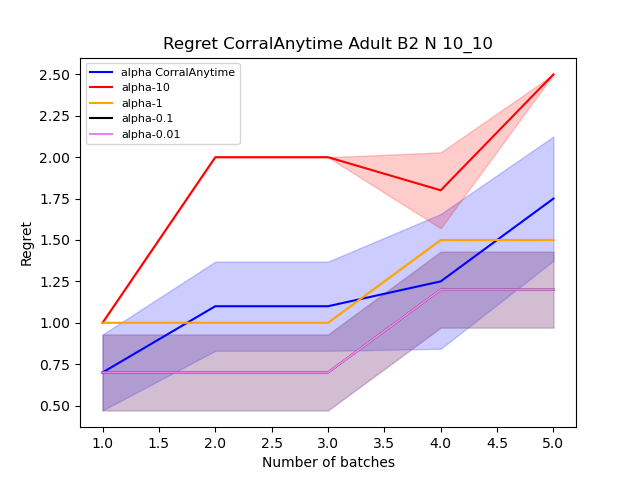 Regret CorralAnytime Adult B2 N 10_10
alpha CorralAnytime
alpha-10
alpha-1
alpha-0.1
alpha-0.01
2.50
2.25
2.00
1.75
1.50
1.25
1.00
0.75
0.50
Regret
1.0 1.5 2.0 2.5 3.0 3.5 4.0 4.5 5.0
Number of batches